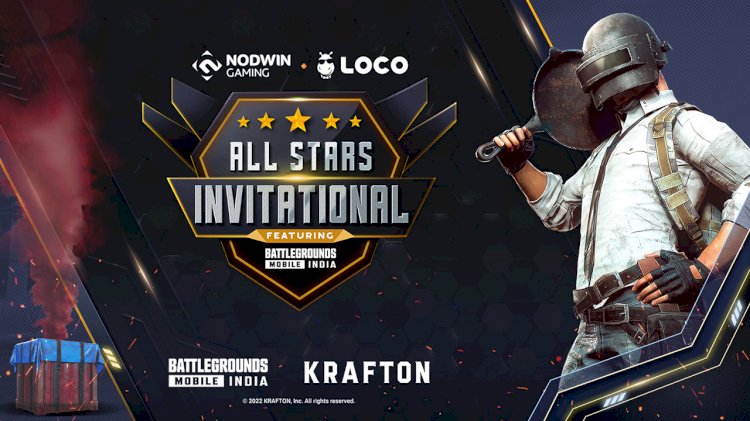 NODWIN
GAMING
LOCO
ALL STARS
INVITATIONAL
FEATURING
BATTLEGROUNDS
MOBILE INDIA
BATTLEGROUNDS
MOBILE INDIA
KRAFTON
© 2022 KRAFTON, Inc. All rights reserved.